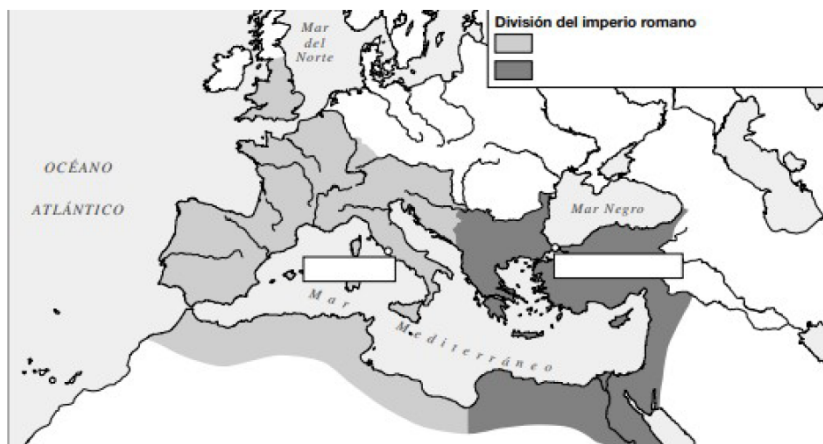 División del imperio romano
Mar
del
Norte
OCÉANO
ATLÁNTICO
Mar Negro
Mar
Mediterráneo